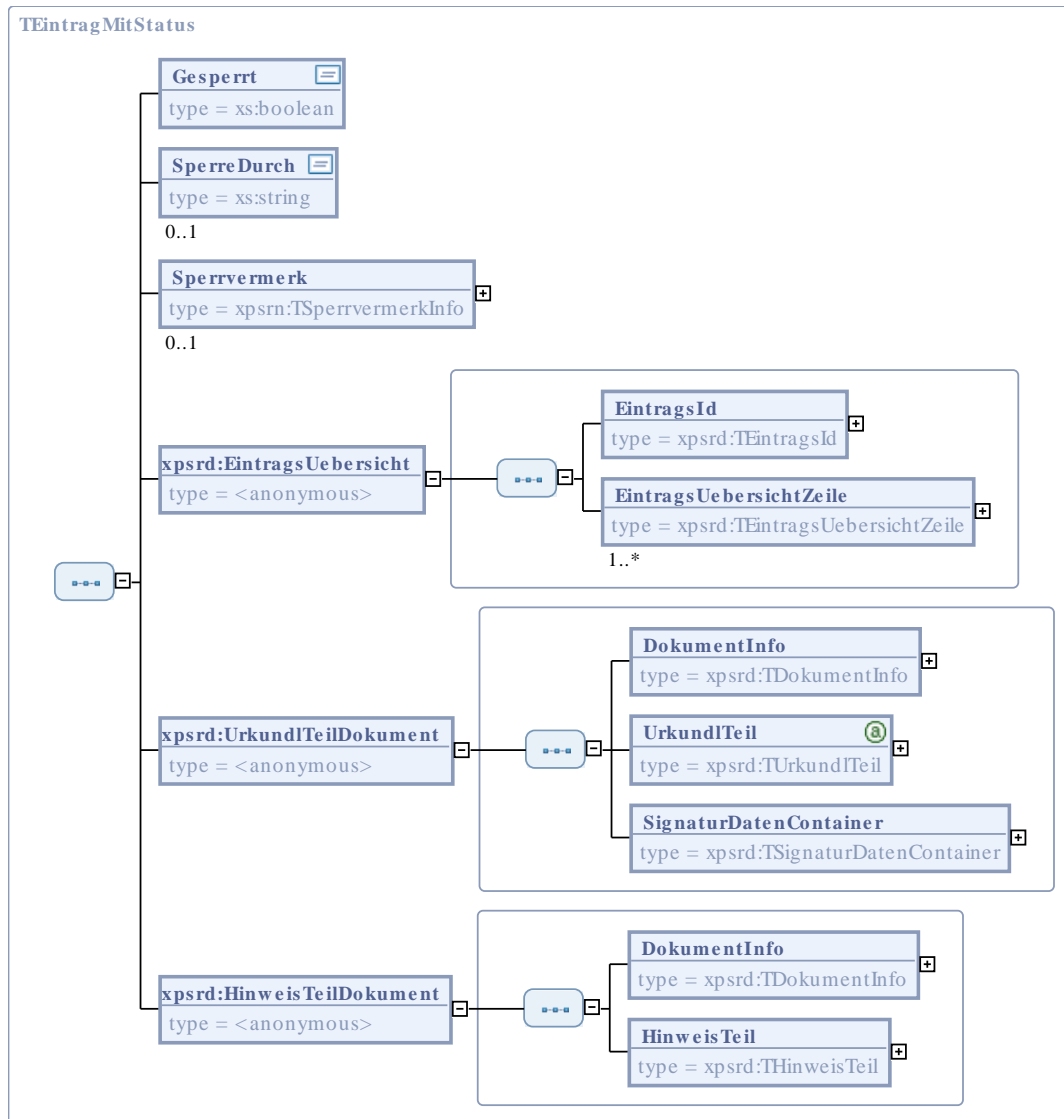 TEintragMitStatus
Gesperrt
type = xs:boolean
SperreDurch
type = xs:string
0..1
Sperrvermerk
type = xpsrn:TSperrvermerkInfo
0..1
xpsrd:EintragsUebersicht
type = <anonymous>
EintragsId
type = xpsrd:TEintragsId
EintragsUebersichtZeile
type = xpsrd:TEintragsUebersichtZeile
1..*
xpsrd:UrkundlTeilDokument
type = <anonymous>
DokumentInfo
type = xpsrd:TDokumentInfo
UrkundlTeil
a
type = xpsrd:TUrkundlTeil
SignaturDatenContainer
type = xpsrd:TSignaturDatenContainer
xpsrd:HinweisTeilDokument
type = <anonymous>
DokumentInfo
type = xpsrd:TDokumentInfo
HinweisTeil
type = xpsrd:THinweisTeil